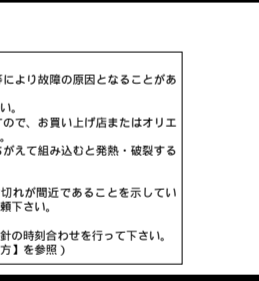 により故障の原因となることがあ
い。
ので、お買い上げ店またはオリエ
。
がえて組み込むと発熱・破裂する
切れが間近であることを示してい
頼下さい。
針の時刻合わせを行って下さい。
方】を参照)